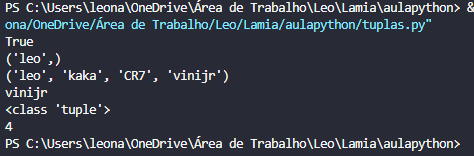 PS C:\Users\leona\OneDrive\Área de Trabalho\Leo\Lamia\aulapython> &
ona/OneDrive/Área de Trabalho/Leo/Lamia/aulapython/tuplas.py"
True
('leo',)
('leo', 'kaka', 'CR7', 'vinijr')
vinijr
<class 'tuple'>
4
PS C:\Users\leona\OneDrive\Área de Trabalho\Leo\Lamia\aulapython>